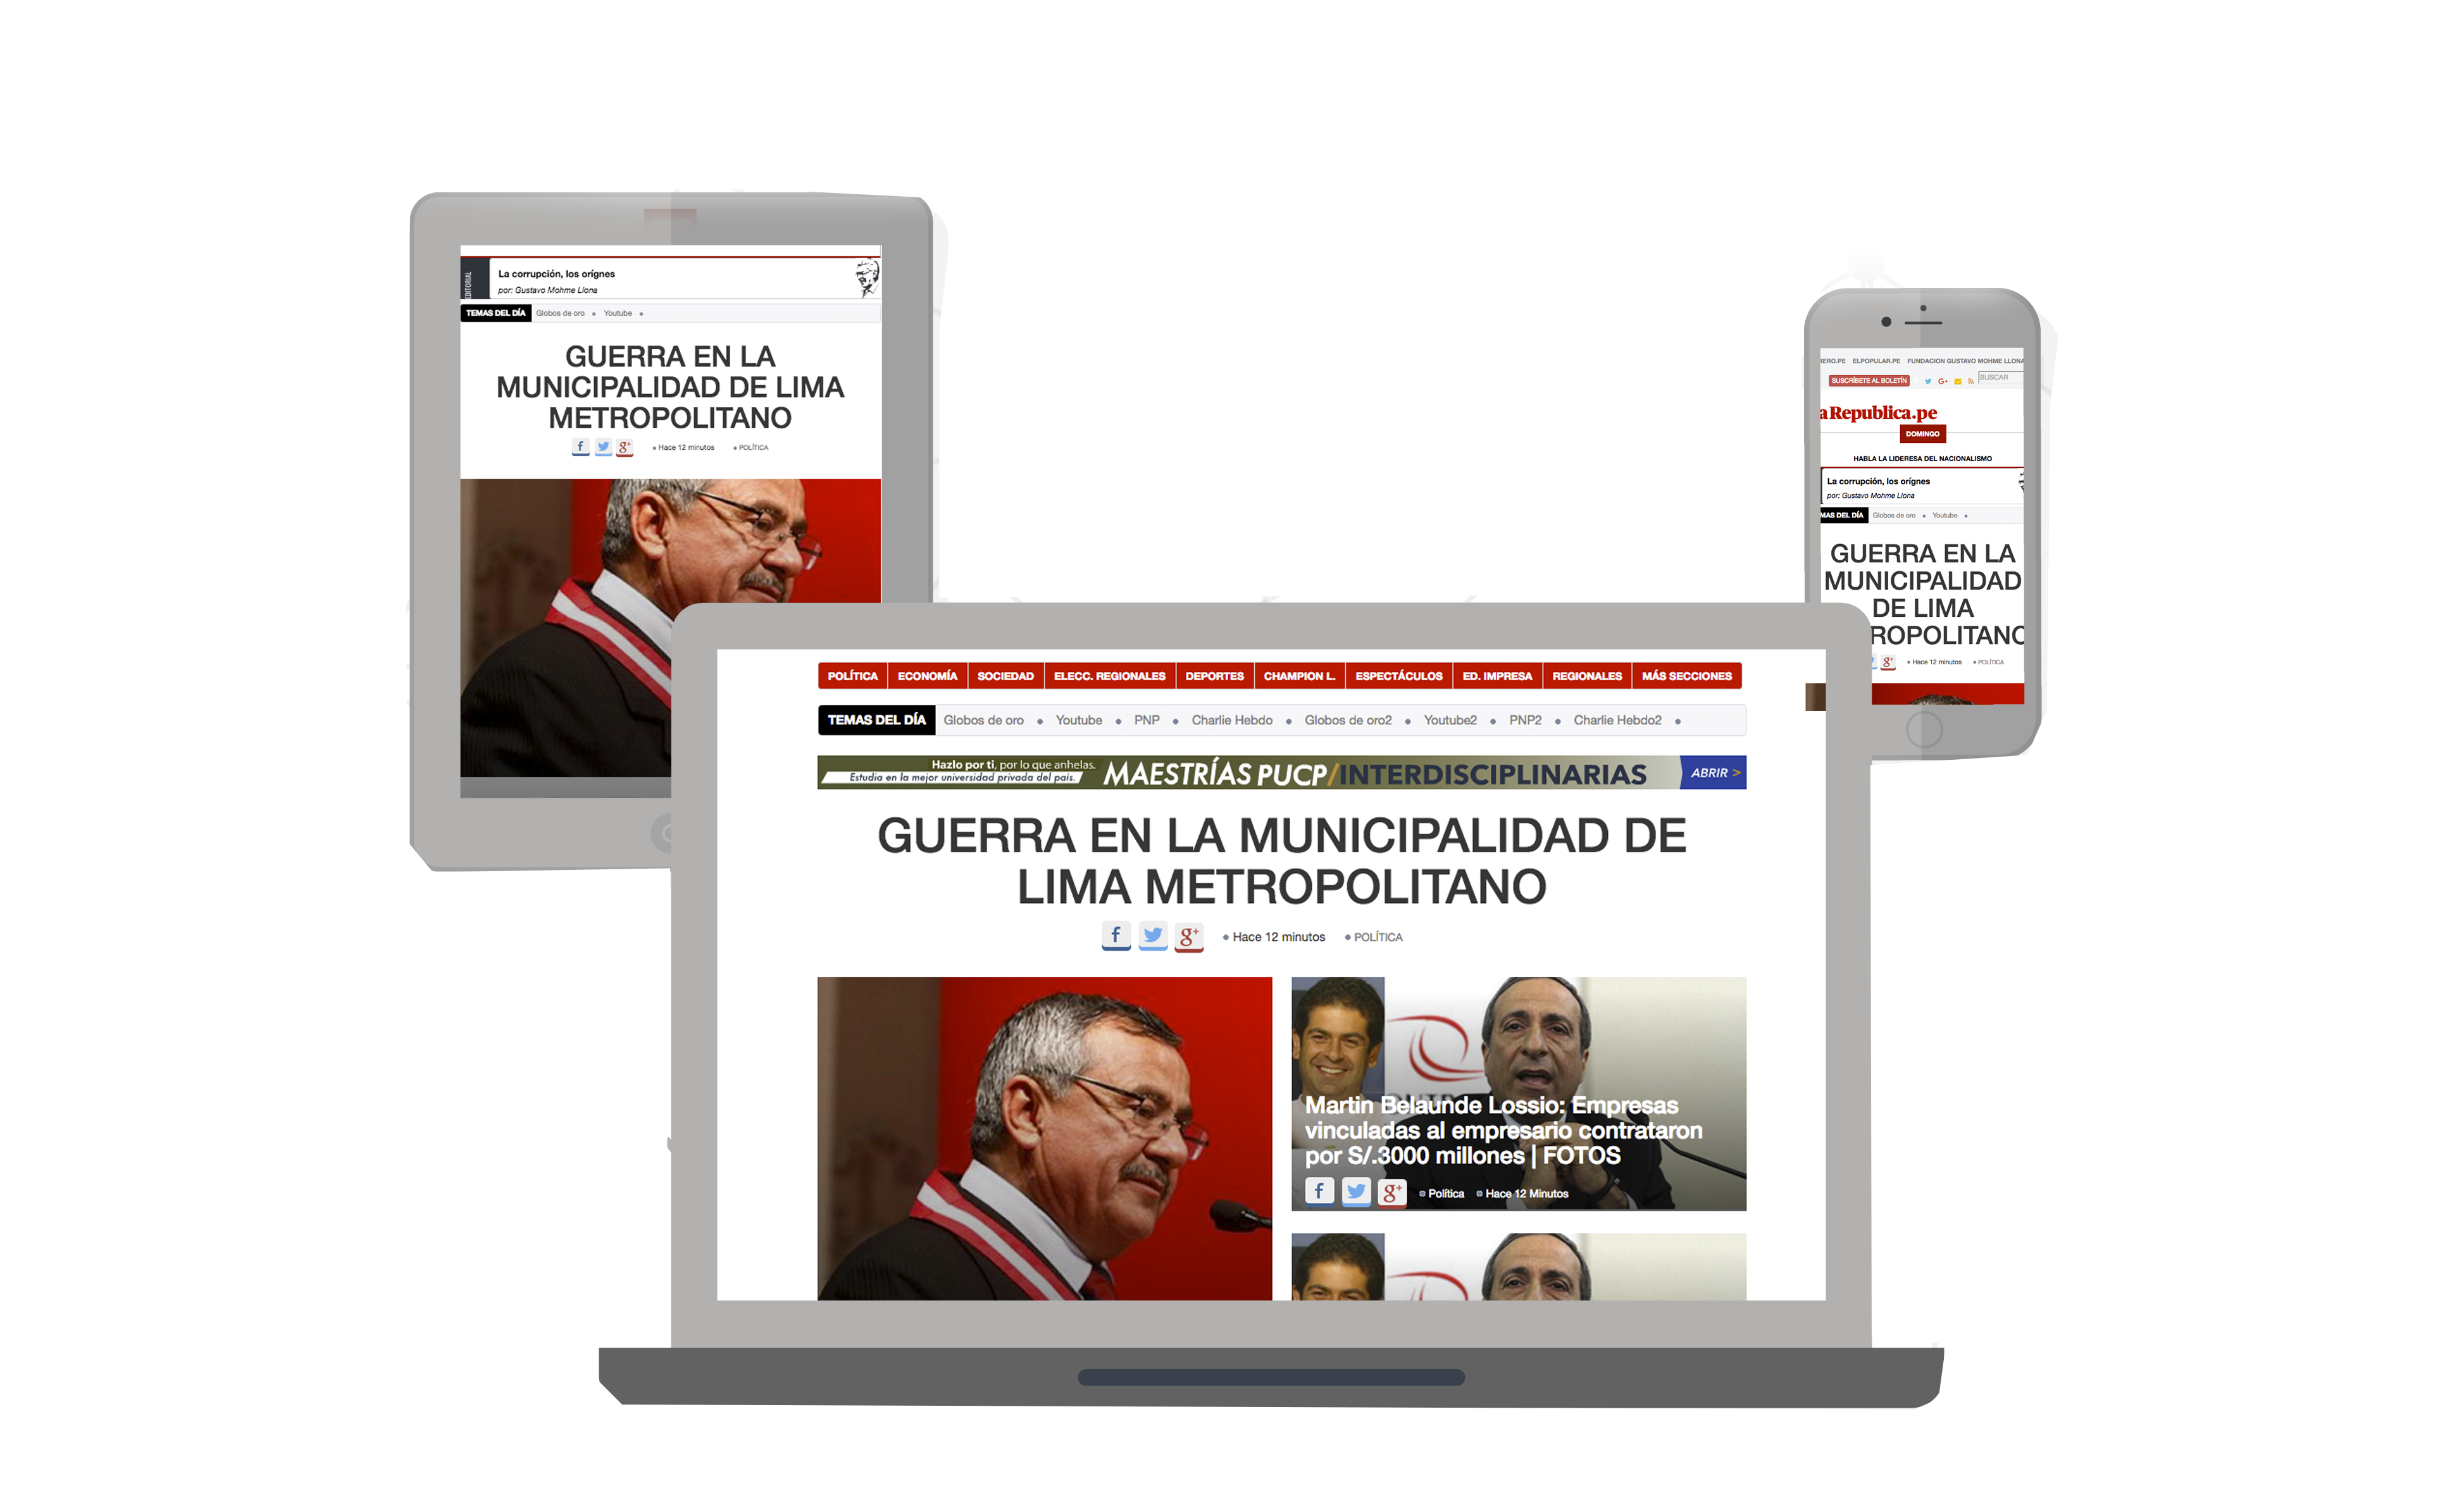 EDITORIAL
La corrupción, los orígnes
por: Gustavo Mohme Llona
TEMAS DEL DÍA Globos de oro • Youtube •
GUERRA EN LA
MUNICIPALIDAD DE LIMA
METROPOLITANO
f g+ • Hace 12 minutos • POLÍTICA
ERO.PE ELPOPULAR.PE FUNDACION GUSTAVO MOHME LLONA
SUSCRÍBETE AL BOLETÍN G+ BUSCAR
a Republica.pe
DOMINGO
HABLA LA LIDERESA DEL NACIONALISMO
La corrupción, los orígnes
por: Gustavo Mohme Llona
MAS DEL DÍA Globos de oro • Youtube •
GUERRA EN LA
MUNICIPALIDAD
DE LIMA
ROPOLITANO
g+ • Hace 12 minutos • POLÍTICA
POLÍTICA ECONOMÍA SOCIEDAD ELECC. REGIONALES DEPORTES CHAMPION L. ESPECTÁCULOS ED. IMPRESA REGIONALES MÁS SECCIONES
TEMAS DEL DÍA Globos de oro • Youtube • PNP • Charlie Hebdo • Globos de oro2 • Youtube2 • PNP2 • Charlie Hebdo2 •
Hazlo por ti, por lo que anhelas.
Estudia en la mejor universidad privada del país.
MAESTRÍAS PUCP/INTERDISCIPLINARIAS ABRIR >
GUERRA EN LA MUNICIPALIDAD DE
LIMA METROPOLITANO
f g+ • Hace 12 minutos • POLÍTICA
Martin Belaunde Lossio: Empresas
vinculadas al empresario contrataron
por S/.3000 millones | FOTOS
f g+ Política Hace 12 Minutos